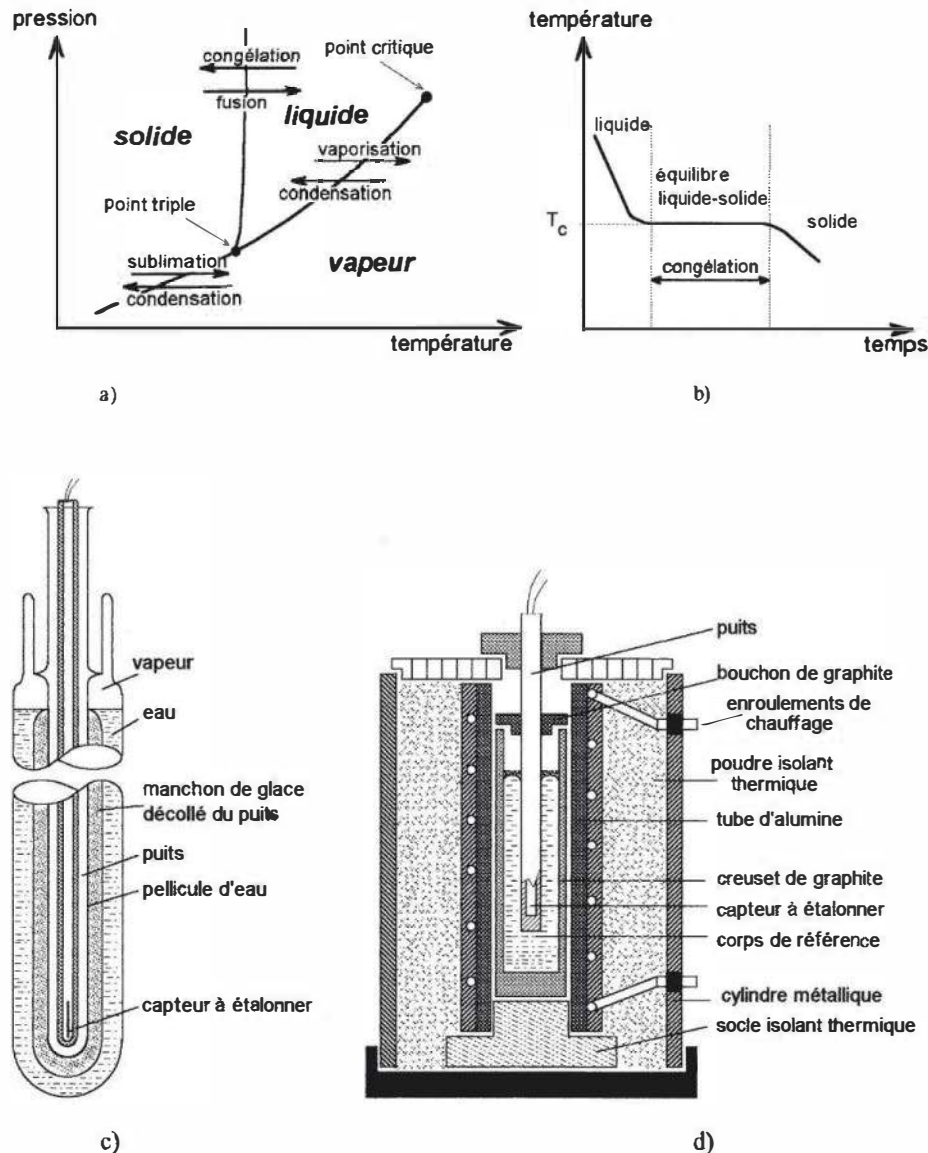 pression
point critique
congélation
fusion
solide
liquide
vaporisation
condensation
point triple
sublimation
condensation
vapeur
température
a)
température
liquide
équilibre
liquide-solide
T_c
solide
congélation
temps
b)
vapeur
eau
manchon de glace
décollé du puits
puits
pellicule d'eau
capteur à étalonner
c)
puits
bouchon de graphite
enroulements de
chauffage
poudre isolant
thermique
tube d'alumine
creuset de graphite
capteur à étalonner
corps de référence
cylindre métallique
socle isolant thermique
d)